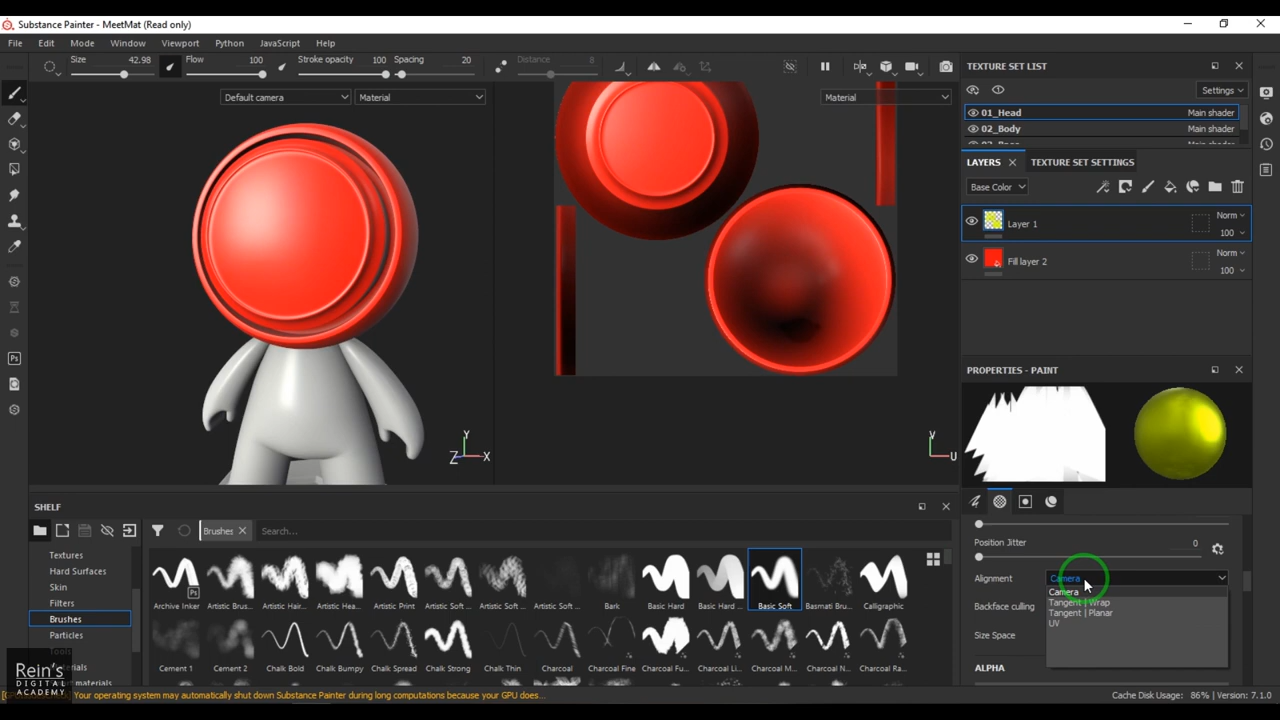 Substance Painter - MeetMat (Read only)
File Edit Mode Window Viewport Python JavaScript Help
Size 42.98 Flow 100 Stroke opacity 100 Spacing 20 Distance 8
TEXTURE SET LIST
Settings
Default camera Material Material
01_Head Main shader
02_Body Main shader
Main shader
LAYERS TEXTURE SET SETTINGS
Base Color
Layer 1 Norm 100
Fill layer 2 Norm 100
PROPERTIES - PAINT
Y
Z X
V
U
SHELF
Brushes Search...
Textures
Hard Surfaces
Skin
Filters
Brushes
Particles
Tools
Archive Inker Artistic Brus... Artistic Hair... Artistic Hea... Artistic Print Artistic Soft ... Artistic Sof... Artistic Soft ... Bark Basic Hard Basic Hard ... Basic Soft Basmati Bru... Calligraphic
Ps
Cement 1 Cement 2 Chalk Bold Chalk Bumpy Chalk Spread Chalk Strong Chalk Thin Charcoal Charcoal Fine Charcoal Fu... Charcoal Li... Charcoal M... Charcoal N... Charcoal Ra...
Position Jitter 0
Alignment Camera
Camera
Tangent | Wrap
Tangent | Planar
UV
Backface culling
Size Space
ALPHA
Ps
Rein's
DIGITAL
ACADEMY
Your operating system may automatically shut down Substance Painter during long computations because your GPU does...
Cache Disk Usage: 86% | Version: 7.1.0